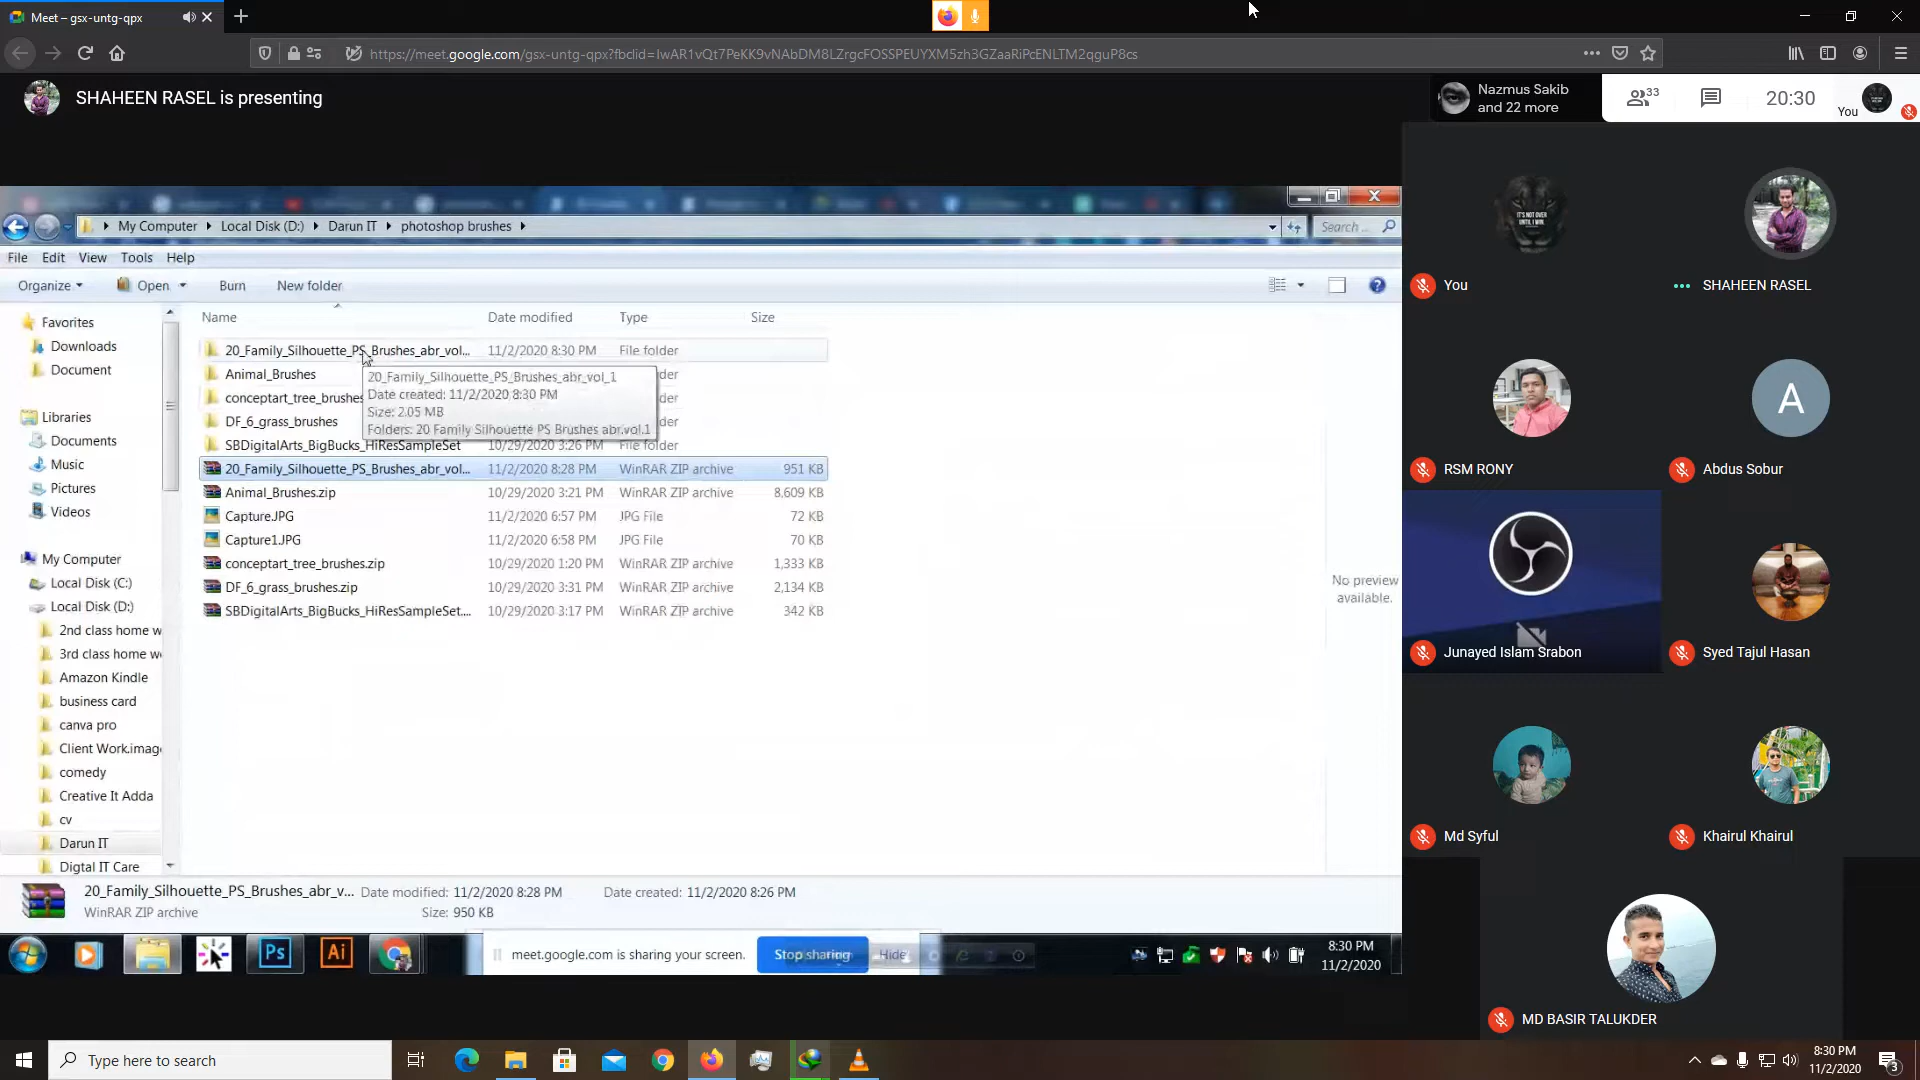 Meet – gsx-untg-qpx
https://meet.google.com/gsx-untg-qpx?fbclid=IwAR1vQt7PeKK9vNAbDM8LZrgcFOSSPEUYXM5zh3GZaaRiPcENLTM2qguP8cs
SHAHEEN RASEL is presenting
Nazmus Sakib
and 22 more
33
20:30
You
My Computer
Local Disk (D:)
Darun IT
photoshop brushes
Search ...
File Edit View Tools Help
Organize
Open
Burn
New folder
Favorites
Downloads
Document
Libraries
Documents
Music
Pictures
Videos
My Computer
Local Disk (C:)
Local Disk (D:)
2nd class home w
3rd class home w
Amazon Kindle
business card
canva pro
Client Work.image
comedy
Creative It Adda
cv
Darun IT
Digtal IT Care
Name Date modified Type Size
20_Family_Silhouette_PS_Brushes_abr_vol... 11/2/2020 8:30 PM File folder
Animal_Brushes der
conceptart_tree_brushes der
DF_6_grass_brushes der
SBDigitalArts_BigBucks_HiResSampleSet 10/29/2020 3:26 PM File folder
20_Family_Silhouette_PS_Brushes_abr_vol... 11/2/2020 8:28 PM WinRAR ZIP archive 951 KB
Animal_Brushes.zip 10/29/2020 3:21 PM WinRAR ZIP archive 8,609 KB
Capture.JPG 11/2/2020 6:57 PM JPG File 72 KB
Capture1.JPG 11/2/2020 6:58 PM JPG File 70 KB
conceptart_tree_brushes.zip 10/29/2020 1:20 PM WinRAR ZIP archive 1,333 KB
DF_6_grass_brushes.zip 10/29/2020 3:31 PM WinRAR ZIP archive 2,134 KB
SBDigitalArts_BigBucks_HiResSampleSet.... 10/29/2020 3:17 PM WinRAR ZIP archive 342 KB
20_Family_Silhouette_PS_Brushes_abr_vol_1
Date created: 11/2/2020 8:30 PM
Size: 2.05 MB
Folders: 20 Family Silhouette PS Brushes abr.vol.1
No preview
available.
20_Family_Silhouette_PS_Brushes_abr_v... Date modified: 11/2/2020 8:28 PM Date created: 11/2/2020 8:26 PM
WinRAR ZIP archive Size: 950 KB
Ps
Ai
meet.google.com is sharing your screen.
Stop sharing
Hide
8:30 PM
11/2/2020
IT'S NOT OVER
UNTIL I WIN.
You
SHAHEEN RASEL
RSM RONY
A
Abdus Sobur
Junayed Islam Srabon
Syed Tajul Hasan
Md Syful
Khairul Khairul
MD BASIR TALUKDER
Type here to search
8:30 PM
11/2/2020
3